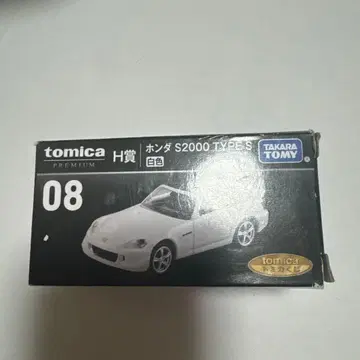 tomica
PREMIUM
H賞
ホンダ S2000 TYPE S
白色
TAKARA
TOMY
08
tomica